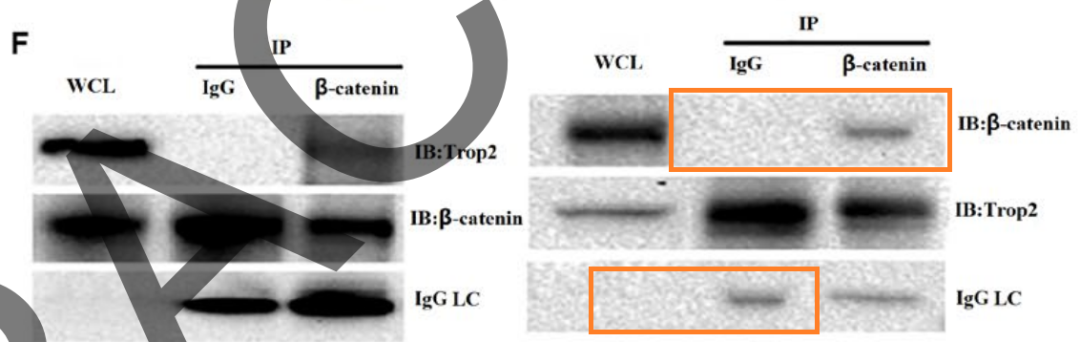 F
IP
WCL IgG β-catenin
IB:Trop2
IB:β-catenin
IgG LC
IP
WCL IgG β-catenin
IB:β-catenin
IB:Trop2
IgG LC